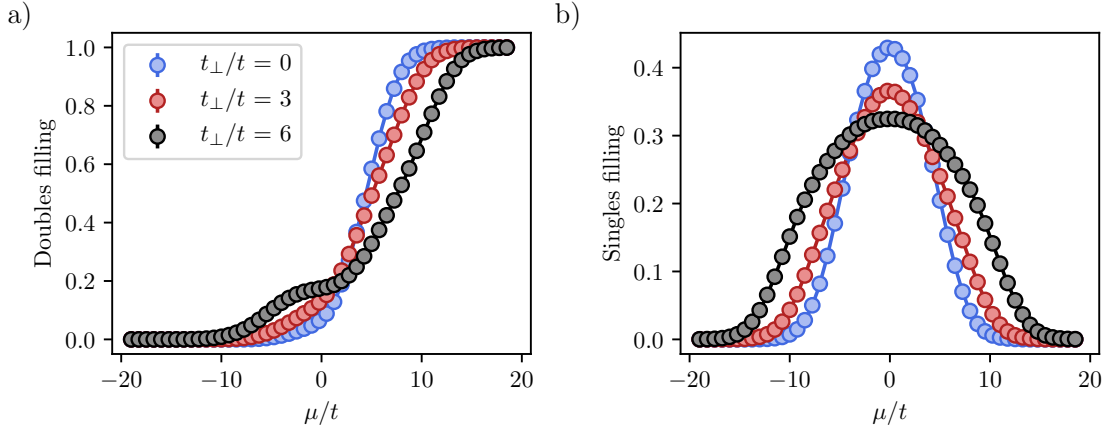 a)
Doubles filling
1.0
0.8
0.6
0.4
0.2
0.0
t⊥/t = 0
t⊥/t = 3
t⊥/t = 6
−20
−10
0
10
20
μ/t
b)
Singles filling
0.4
0.3
0.2
0.1
0.0
−20
−10
0
10
20
μ/t